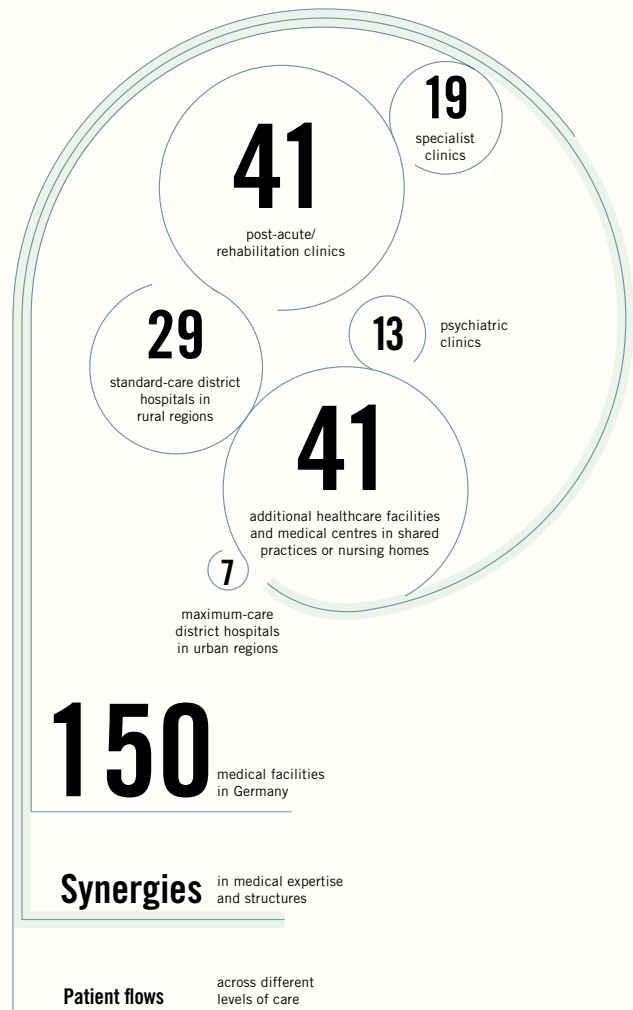 19
specialist
clinics
41
post-acute/
rehabilitation clinics
29
standard-care district
hospitals in
rural regions
13
psychiatric
clinics
41
additional healthcare facilities
and medical centres in shared
practices or nursing homes
7
maximum-care
district hospitals
in urban regions
150
medical facilities
in Germany
Synergies
in medical expertise
and structures
Patient flows
across different
levels of care